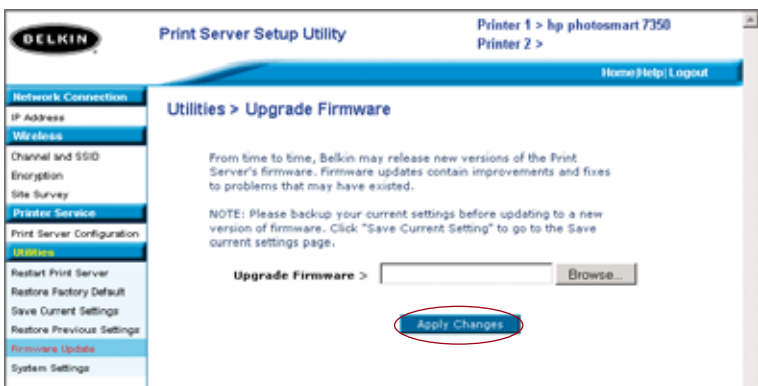 BELKIN
Print Server Setup Utility
Printer 1 > hp photosmart 7350
Printer 2 >
Home|Help| Logout
Network Connection
IP Address
Wireless
Channel and SSID
Encryption
Site Survey
Printer Service
Print Server Configuration
Utilities
Restart Print Server
Restore Factory Default
Save Current Settings
Restore Previous Settings
Firmware Update
System Settings
Utilities > Upgrade Firmware
From time to time, Belkin may release new versions of the Print
Server's firmware. Firmware updates contain improvements and fixes
to problems that may have existed.
NOTE: Please backup your current settings before updating to a new
version of firmware. Click "Save Current Setting" to go to the Save
current settings page.
Upgrade Firmware >
Browse...
Apply Changes